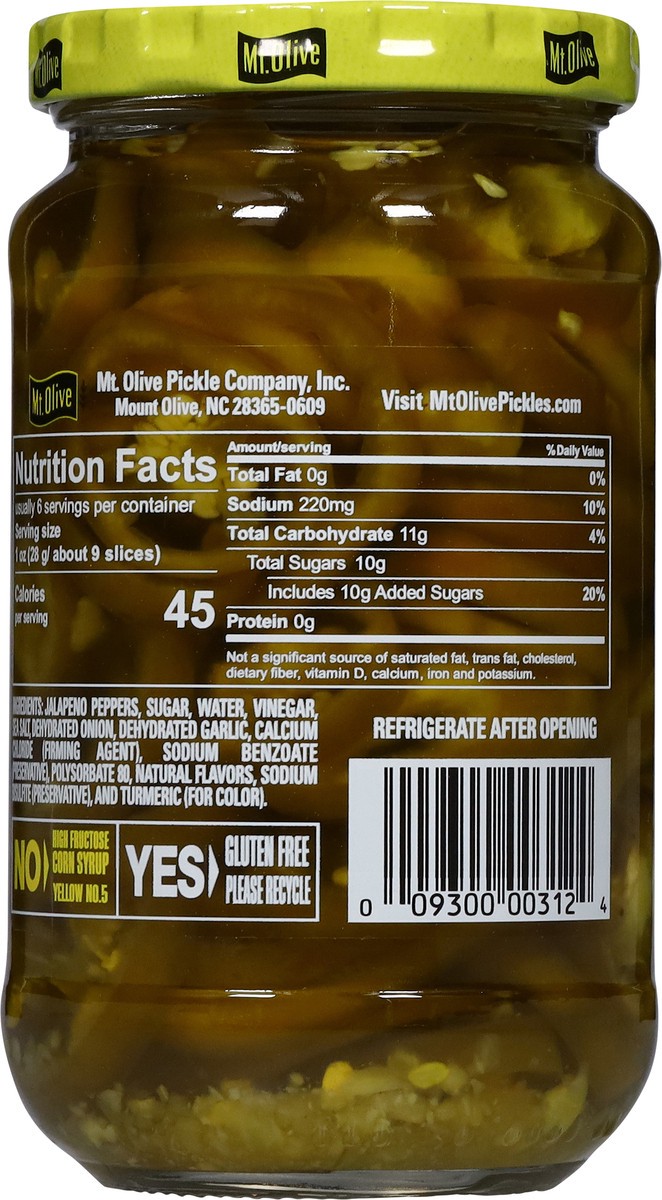 Mt. Olive
Mt. Olive
Mt. Olive
Mt. Olive
Mt. Olive Pickle Company, Inc.
Mount Olive, NC 28365-0609
Visit MtOlivePickles.com
Nutrition Facts
usually 6 servings per container
Serving size
1 oz (28 g/ about 9 slices)
Calories
per serving
45
Amount/serving % Daily Value
Total Fat 0g 0%
Sodium 220mg 10%
Total Carbohydrate 11g 4%
Total Sugars 10g
Includes 10g Added Sugars 20%
Protein 0g
Not a significant source of saturated fat, trans fat, cholesterol,
dietary fiber, vitamin D, calcium, iron and potassium.
INGREDIENTS: JALAPENO PEPPERS, SUGAR, WATER, VINEGAR,
SALT, DEHYDRATED ONION, DEHYDRATED GARLIC, CALCIUM
CHLORIDE (FIRMING AGENT), SODIUM BENZOATE
(PRESERVATIVE), POLYSORBATE 80, NATURAL FLAVORS, SODIUM
BISULFITE (PRESERVATIVE), AND TURMERIC (FOR COLOR).
REFRIGERATE AFTER OPENING
NO
HIGH FRUCTOSE
CORN SYRUP
YELLOW NO.5
YES
GLUTEN FREE
PLEASE RECYCLE
0 09300 00312 4